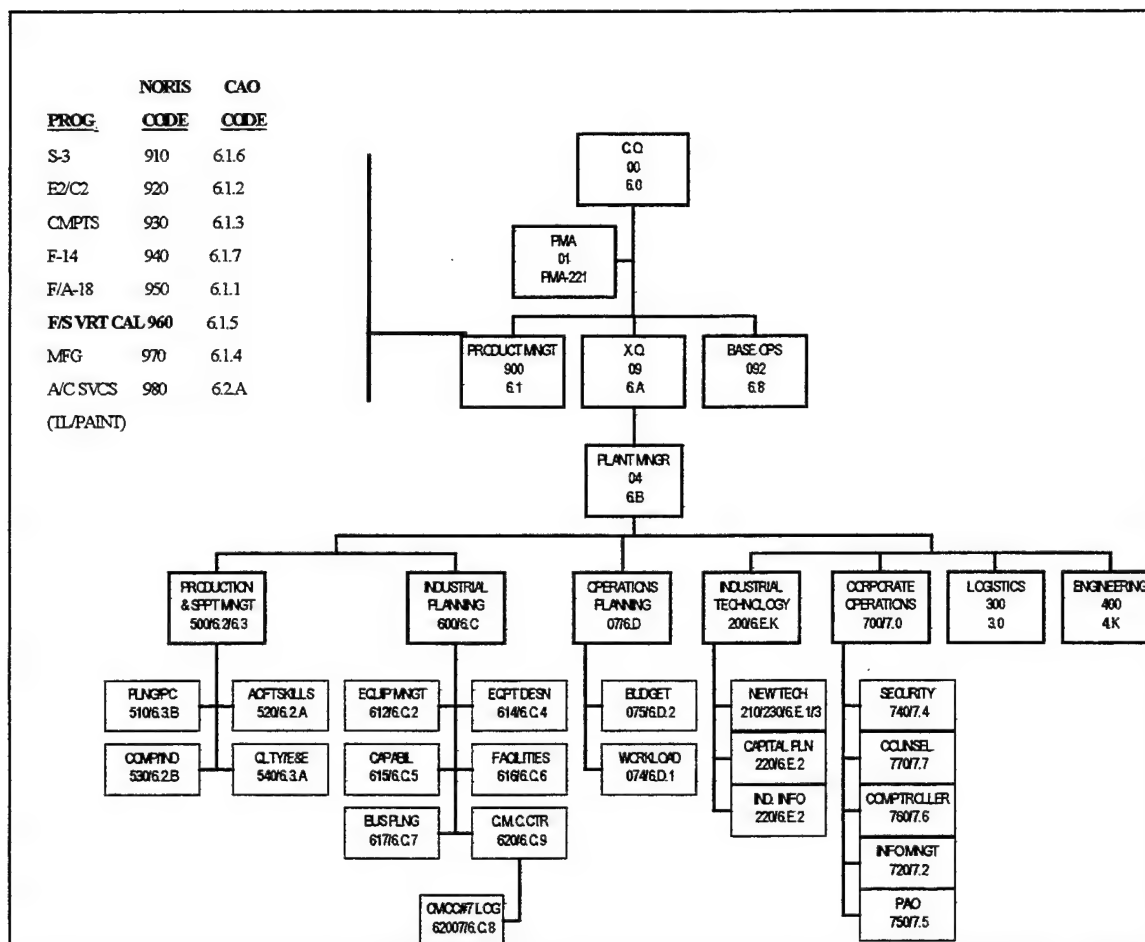 NORIS CAO
PROG. CODE CODE
S-3 910 6.1.6
E2/C2 920 6.1.2
CMPTS 930 6.1.3
F-14 940 6.1.7
F/A-18 950 6.1.1
F/S VRT CAL 960 6.1.5
MFG 970 6.1.4
A/C SVCS 980 6.2.A
(TL/PAINT)
C.O.
00
6.0
PMA
01
PMA-221
PRODUCT MNGT
900
6.1
X.O.
09
6.A
BASE OPS
092
6.8
PLANT MNGR
04
6.B
PRODUCTION
& SPPT MNGT
500/6.2/6.3
INDUSTRIAL
PLANNING
600/6.C
OPERATIONS
PLANNING
07/6.D
INDUSTRIAL
TECHNOLOGY
200/6.E.K
CORPORATE
OPERATIONS
700/7.0
LOGISTICS
300
3.0
ENGINEERING
400
4.K
PLNG/PC
510/6.3.B
ACFT SKILLS
520/6.2.A
COMP/IND
530/6.2.B
QLTY/E&E
540/6.3.A
EQUIP MNGT
612/6.C.2
EQPT DESN
614/6.C.4
CAPABIL
615/6.C.5
FACILITIES
616/6.C.6
BUS PLNG
617/6.C.7
C.M.C. CTR
620/6.C.9
CMCC#7 LOG
62007/6.C.8
BUDGET
075/6.D.2
WORKLOAD
074/6.D.1
NEW TECH
210/230/6.E.1/3
CAPITAL PLN
220/6.E.2
IND. INFO
220/6.E.2
SECURITY
740/7.4
COUNSEL
770/7.7
COMPTROLLER
760/7.6
INFO MNGT
720/7.2
PAO
750/7.5